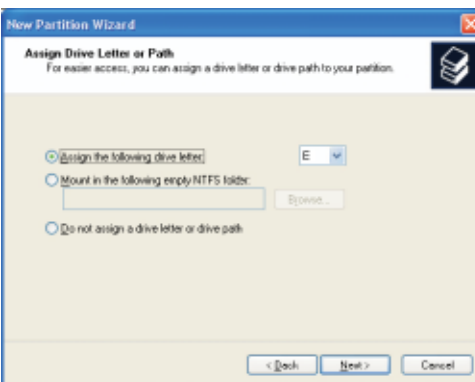 New Partition Wizard
Assign Drive Letter or Path
For easier access, you can assign a drive letter or drive path to your partition.
Assign the following drive letter: E
Mount in the following empty NTFS folder:
Browse...
Do not assign a drive letter or drive path
< Back Next > Cancel